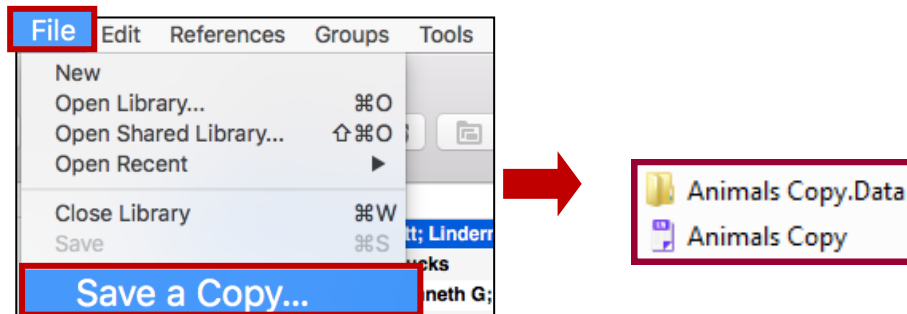 File Edit References Groups Tools
New
Open Library... ⌘O
Open Shared Library... ⇧⌘O
Open Recent ▶
Close Library ⌘W
Save ⌘S
Save a Copy...
Animals Copy.Data
Animals Copy